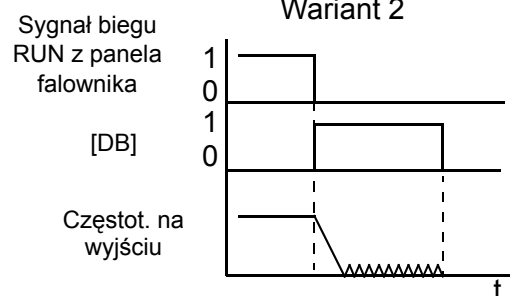 Wariant 2
Sygnał biegu
RUN z panela
falownika
1
0
[DB]
1
0
Częstot. na
wyjściu
t